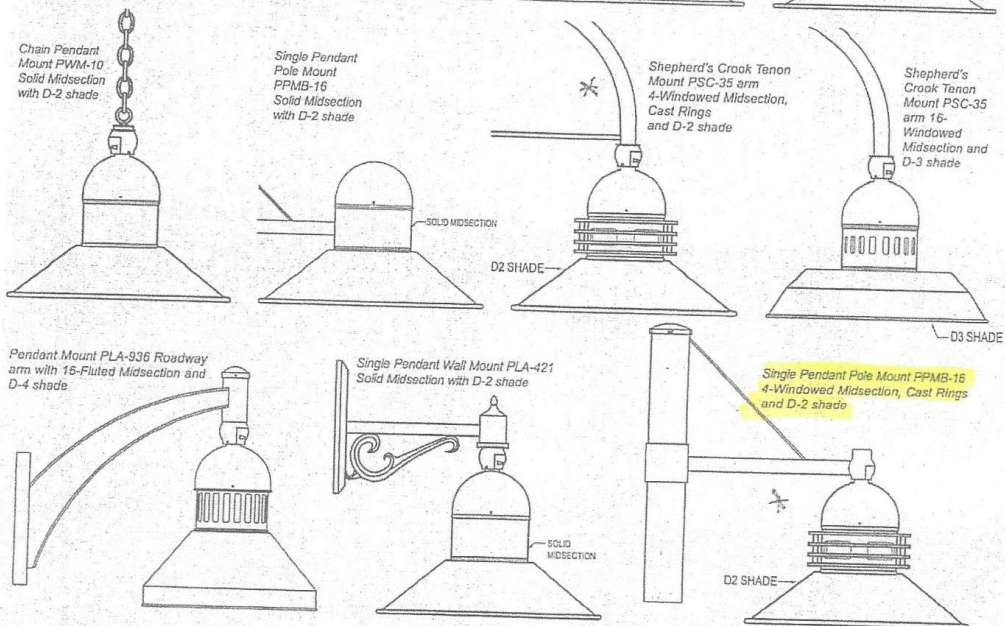 Chain Pendant
Mount PWM-10
Solid Midsection
with D-2 shade
Single Pendant
Pole Mount
PPMB-16
Solid Midsection
with D-2 shade
SOLID MIDSECTION
Shepherd's Crook Tenon
Mount PSC-35 arm
4-Windowed Midsection,
Cast Rings
and D-2 shade
D2 SHADE
Shepherd's
Crook Tenon
Mount PSC-35
arm 16-
Windowed
Midsection and
D-3 shade
D3 SHADE
Pendant Mount PLA-936 Roadway
arm with 16-Fluted Midsection and
D-4 shade
Single Pendant Wall Mount PLA-421
Solid Midsection with D-2 shade
SOLID
MIDSECTION
Single Pendant Pole Mount PPMB-16
4-Windowed Midsection, Cast Rings
and D-2 shade
D2 SHADE